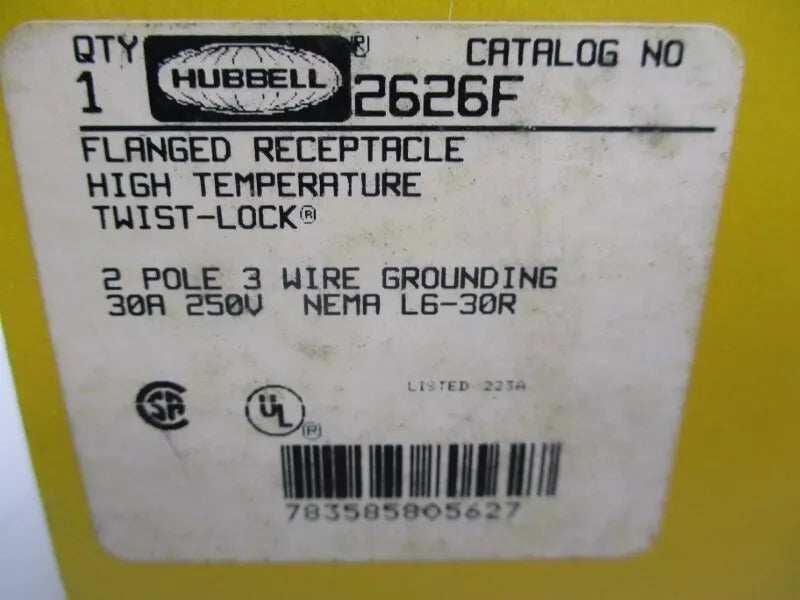 QTY HUBBELL ® CATALOG NO
1 2626F
FLANGED RECEPTACLE
HIGH TEMPERATURE
TWIST-LOCK®
2 POLE 3 WIRE GROUNDING
30A 250V NEMA L6-30R
LISTED 223A
SA UL ®
783585805627